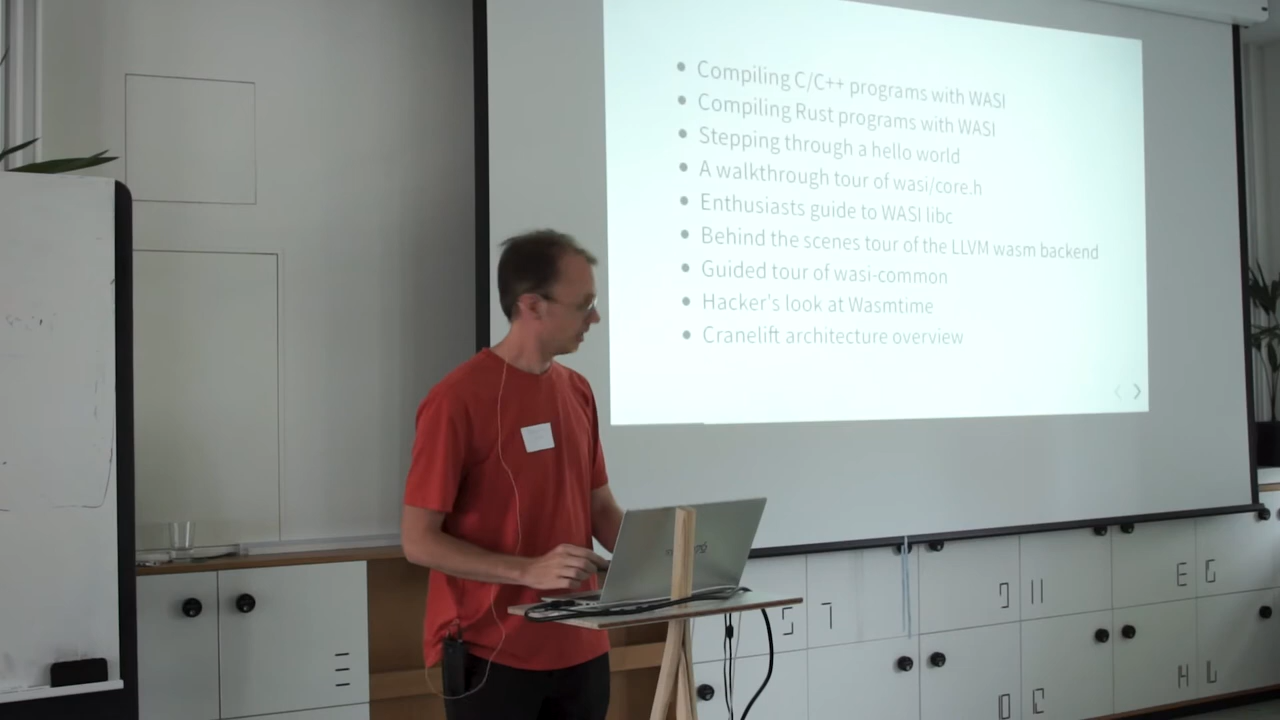 Compiling C/C++ programs with WASI
Compiling Rust programs with WASI
Stepping through a hello world
A walkthrough tour of wasi/core.h
Enthusiasts guide to WASI libc
Behind the scenes tour of the LLVM wasm backend
Guided tour of wasi-common
Hacker's look at Wasmtime
Cranelift architecture overview